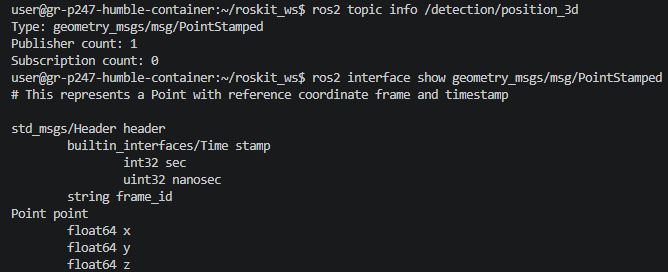 user@gr-p247-humble-container:~/roskit_ws$ ros2 topic info /detection/position_3d
Type: geometry_msgs/msg/PointStamped
Publisher count: 1
Subscription count: 0
user@gr-p247-humble-container:~/roskit_ws$ ros2 interface show geometry_msgs/msg/PointStamped
# This represents a Point with reference coordinate frame and timestamp

std_msgs/Header header
        builtin_interfaces/Time stamp
                int32 sec
                uint32 nanosec
        string frame_id
Point point
        float64 x
        float64 y
        float64 z